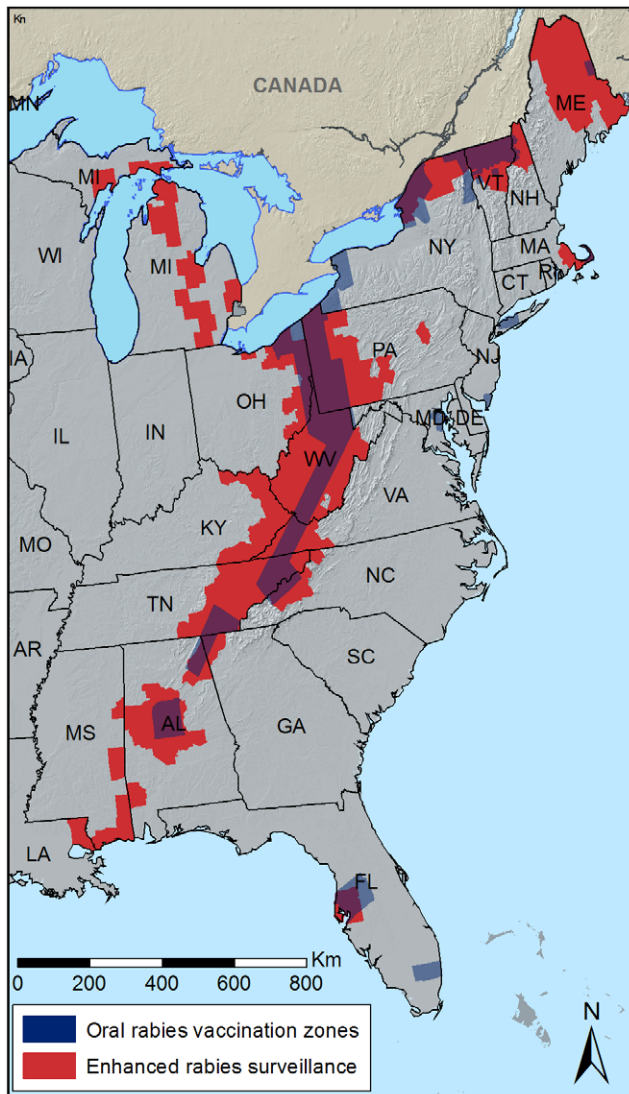 Kn
CANADA
MN
ME
MI
VT
NH
WI
MI
NY
MA
CT
RI
IA
PA
NJ
OH
MD
DE
IL
IN
WV
VA
MO
KY
NC
TN
AR
SC
MS
AL
GA
LA
FL
Km
0 200 400 600 800
N
Oral rabies vaccination zones
Enhanced rabies surveillance